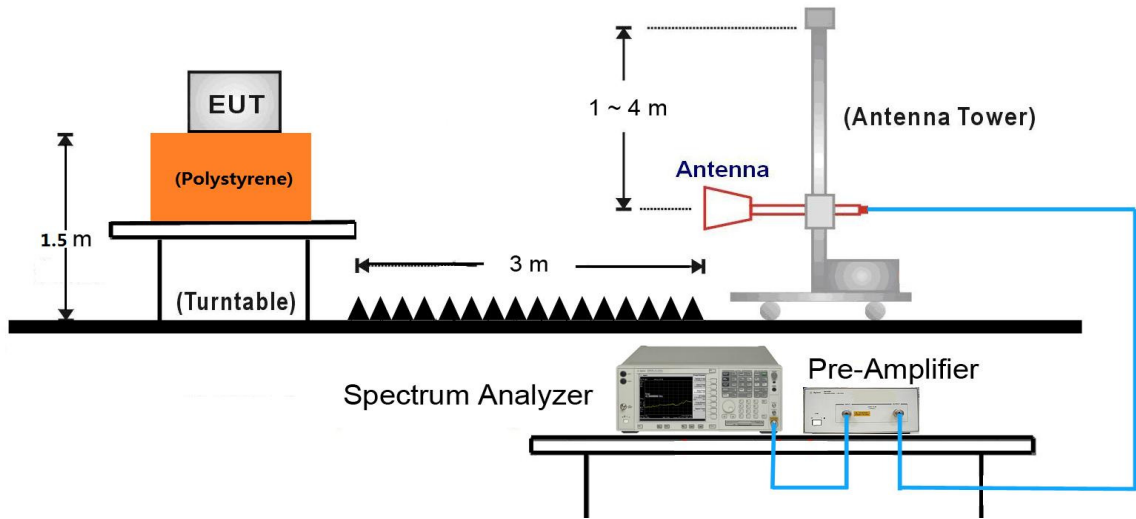 EUT
(Polystyrene)
1.5 m
(Turntable)
3 m
1 ~ 4 m
Antenna
(Antenna Tower)
Spectrum Analyzer
Pre-Amplifier